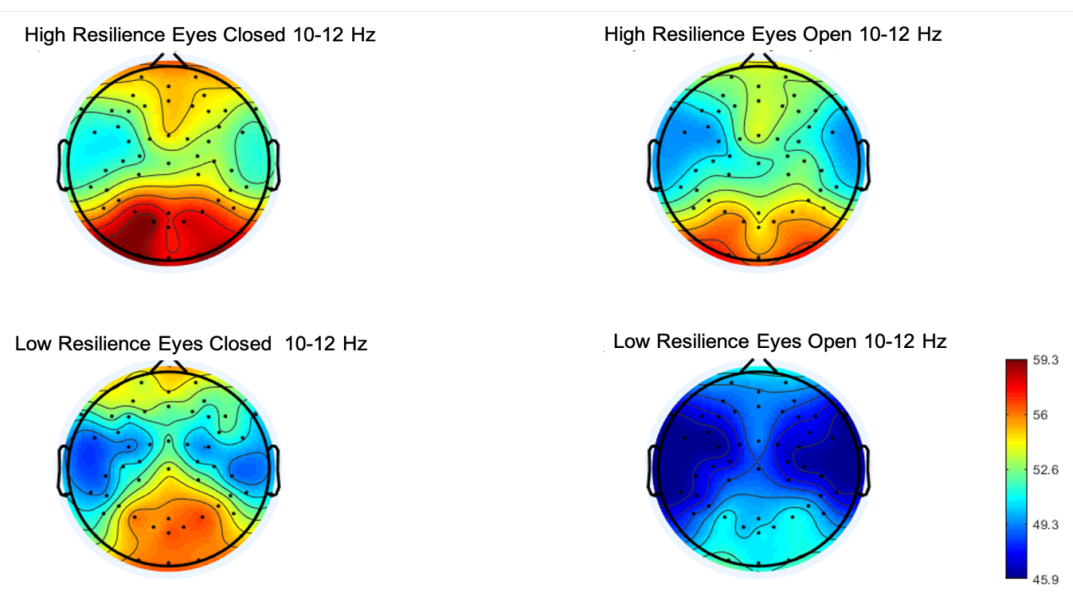 High Resilience Eyes Closed 10-12 Hz
High Resilience Eyes Open 10-12 Hz
Low Resilience Eyes Closed  10-12 Hz
Low Resilience Eyes Open 10-12 Hz
59.3
56
52.6
49.3
45.9